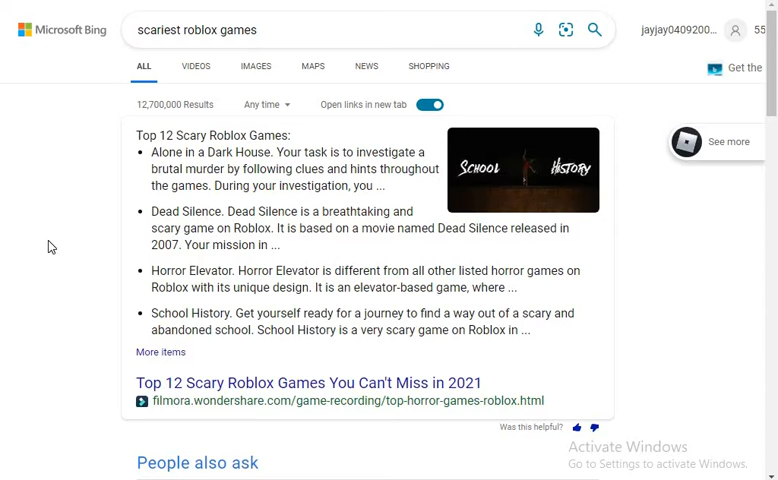 Microsoft Bing
scariest roblox games
jayjay0409200...
55
ALL VIDEOS IMAGES MAPS NEWS SHOPPING
Get the
12,700,000 Results Any time Open links in new tab
See more
Top 12 Scary Roblox Games:
• Alone in a Dark House. Your task is to investigate a
brutal murder by following clues and hints throughout
the games. During your investigation, you ...
SCHOOL HISTORY
• Dead Silence. Dead Silence is a breathtaking and
scary game on Roblox. It is based on a movie named Dead Silence released in
2007. Your mission in ...
• Horror Elevator. Horror Elevator is different from all other listed horror games on
Roblox with its unique design. It is an elevator-based game, where ...
• School History. Get yourself ready for a journey to find a way out of a scary and
abandoned school. School History is a very scary game on Roblox in ...
More items
Top 12 Scary Roblox Games You Can't Miss in 2021
filmora.wondershare.com/game-recording/top-horror-games-roblox.html
Was this helpful?
Activate Windows
Go to Settings to activate Windows.
People also ask